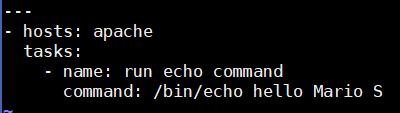 ---
- hosts: apache
  tasks:
    - name: run echo command
      command: /bin/echo hello Mario S
~